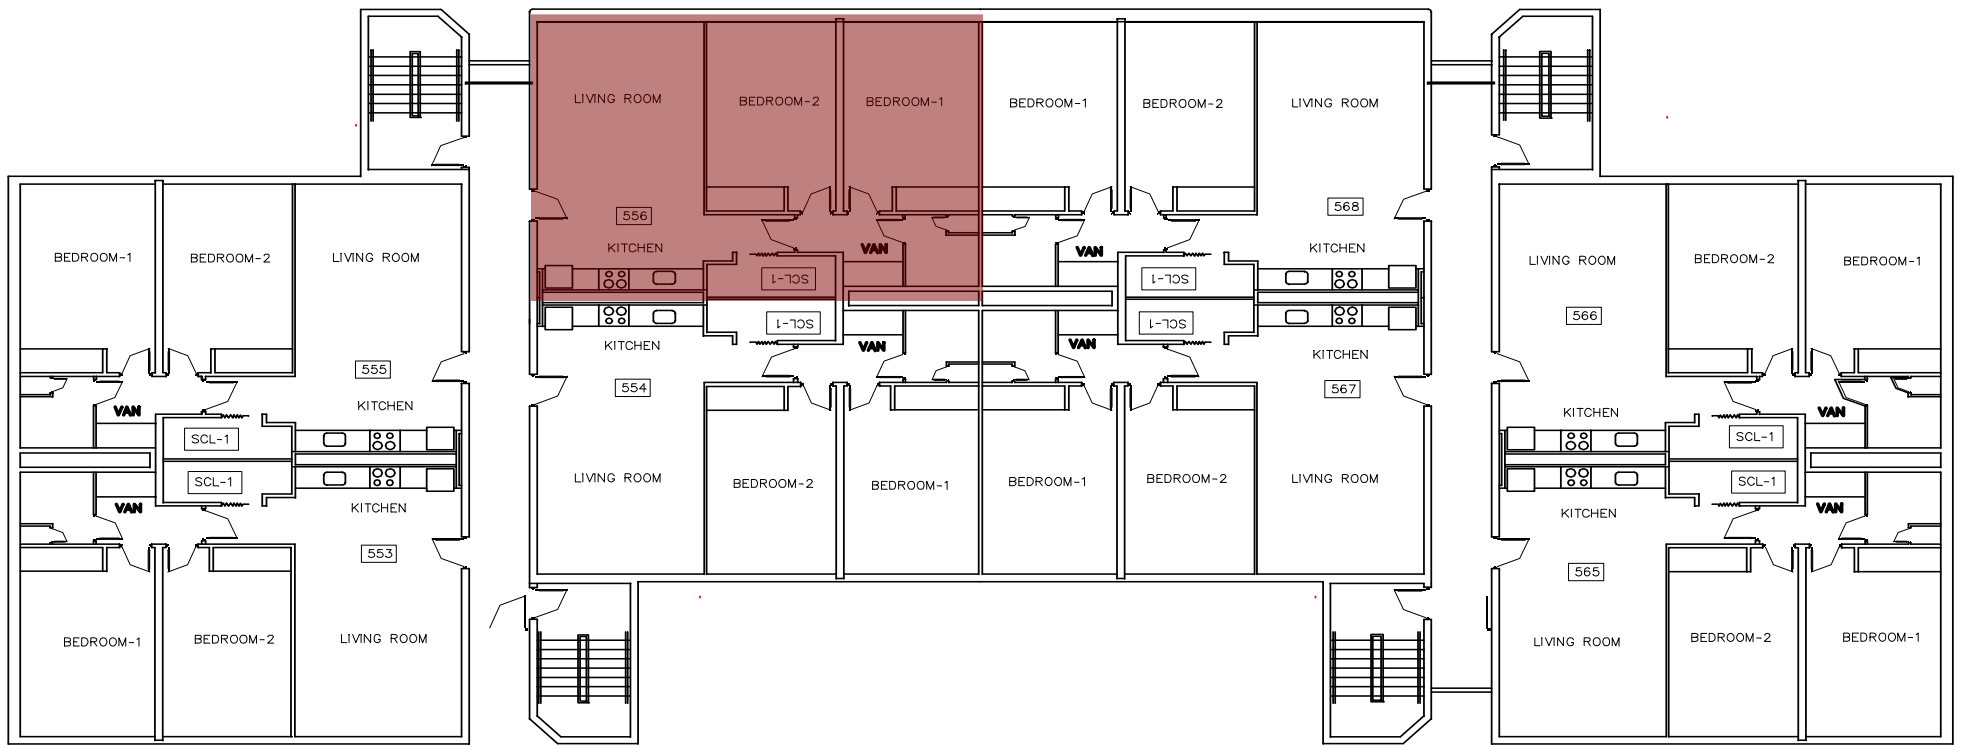 LIVING ROOM
BEDROOM-2
BEDROOM-1
BEDROOM-1
BEDROOM-2
LIVING ROOM
556
KITCHEN
VAN
SCL-1
VAN
568
KITCHEN
SCL-1
BEDROOM-1
BEDROOM-2
LIVING ROOM
555
KITCHEN
VAN
SCL-1
SCL-1
VAN
KITCHEN
553
BEDROOM-1
BEDROOM-2
LIVING ROOM
SCL-1
KITCHEN
VAN
554
LIVING ROOM
BEDROOM-2
BEDROOM-1
SCL-1
VAN
KITCHEN
567
BEDROOM-1
BEDROOM-2
LIVING ROOM
LIVING ROOM
BEDROOM-2
BEDROOM-1
566
KITCHEN
VAN
SCL-1
SCL-1
VAN
KITCHEN
565
LIVING ROOM
BEDROOM-2
BEDROOM-1